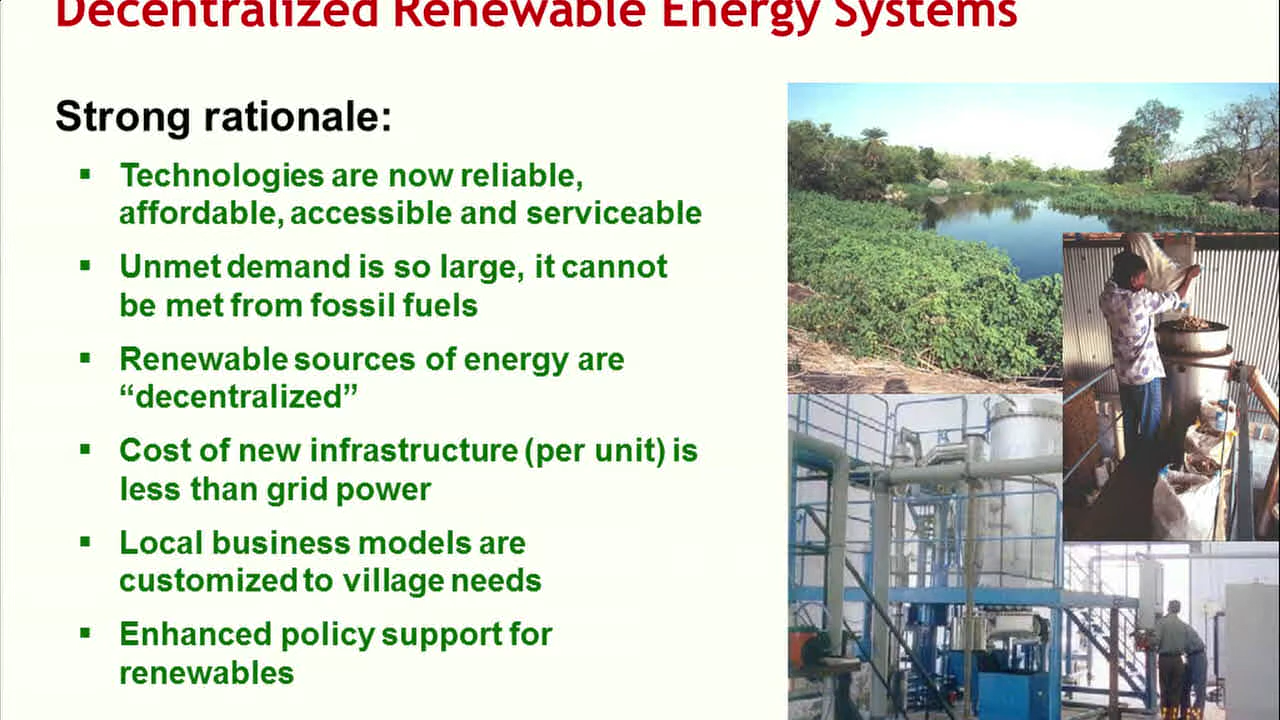 Decentralized Renewable Energy Systems
Strong rationale:
▪ Technologies are now reliable,
affordable, accessible and serviceable
▪ Unmet demand is so large, it cannot
be met from fossil fuels
▪ Renewable sources of energy are
“decentralized”
▪ Cost of new infrastructure (per unit) is
less than grid power
▪ Local business models are
customized to village needs
▪ Enhanced policy support for
renewables